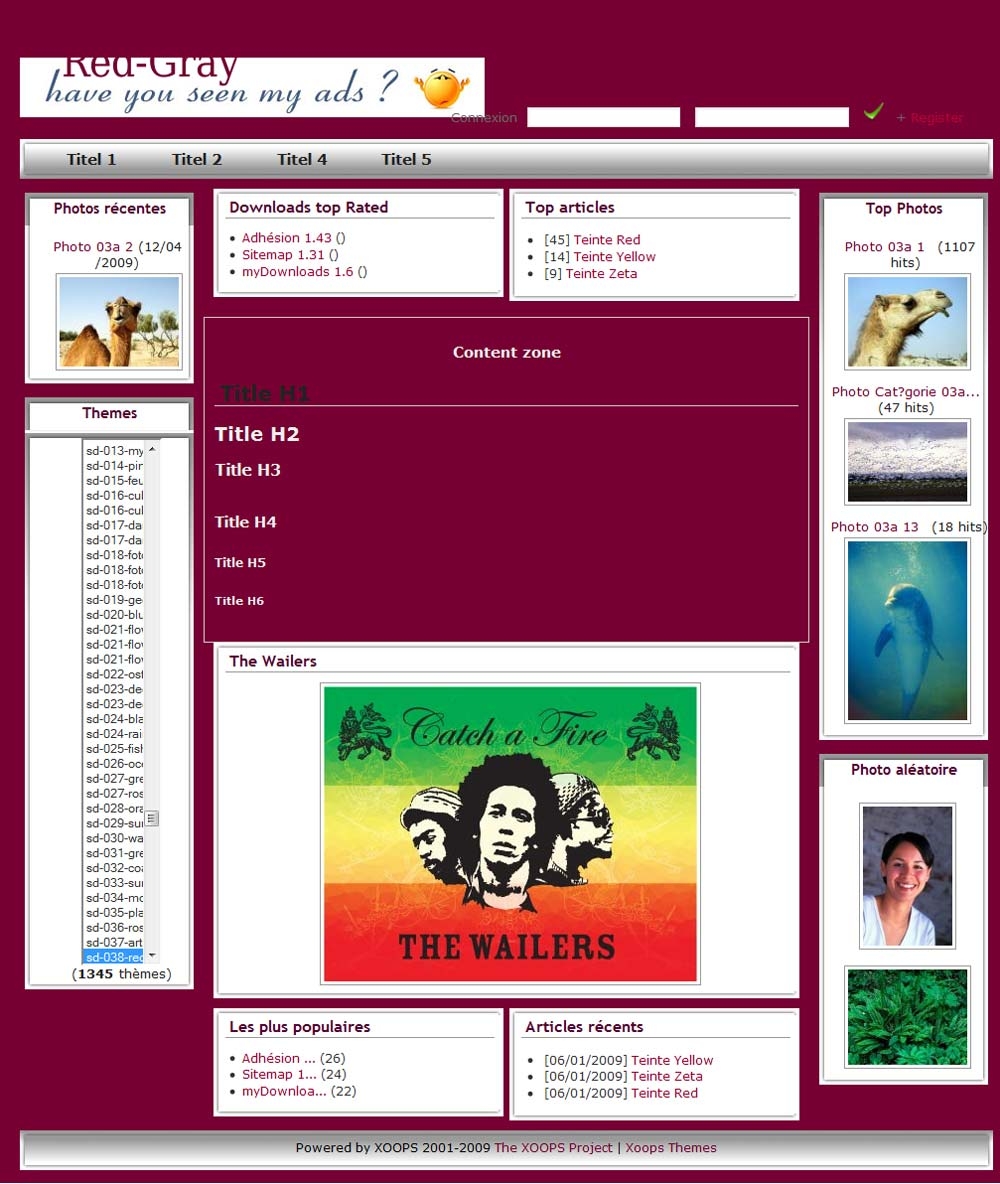 Red-Gray
have you seen my ads ?
Connexion
+ Register
Titel 1 Titel 2 Titel 4 Titel 5
Photos récentes
Photo 03a 2 (12/04
/2009)
Themes
sd-013-my
sd-014-pin
sd-015-feu
sd-016-cul
sd-016-cul
sd-017-da
sd-017-da
sd-018-fot
sd-018-fot
sd-018-fot
sd-019-ge
sd-020-blu
sd-021-flo
sd-021-flo
sd-021-flo
sd-022-ost
sd-023-de
sd-023-de
sd-024-bla
sd-024-rai
sd-025-fish
sd-026-oc
sd-027-gre
sd-027-ros
sd-028-ora
sd-029-sur
sd-030-wa
sd-031-gre
sd-032-coa
sd-033-sur
sd-034-mo
sd-035-pla
sd-036-ros
sd-037-art
sd-038-red
(1345 thèmes)
Downloads top Rated
• Adhésion 1.43 ()
• Sitemap 1.31 ()
• myDownloads 1.6 ()
Top articles
• [45] Teinte Red
• [14] Teinte Yellow
• [9] Teinte Zeta
Content zone
Title H1
Title H2
Title H3
Title H4
Title H5
Title H6
The Wailers
Catch a Fire
THE WAILERS
Les plus populaires
• Adhésion ... (26)
• Sitemap 1... (24)
• myDownloa... (22)
Articles récents
• [06/01/2009] Teinte Yellow
• [06/01/2009] Teinte Zeta
• [06/01/2009] Teinte Red
Top Photos
Photo 03a 1 (1107
hits)
Photo Cat?gorie 03a...
(47 hits)
Photo 03a 13 (18 hits)
Photo aléatoire
Powered by XOOPS 2001-2009 The XOOPS Project | Xoops Themes